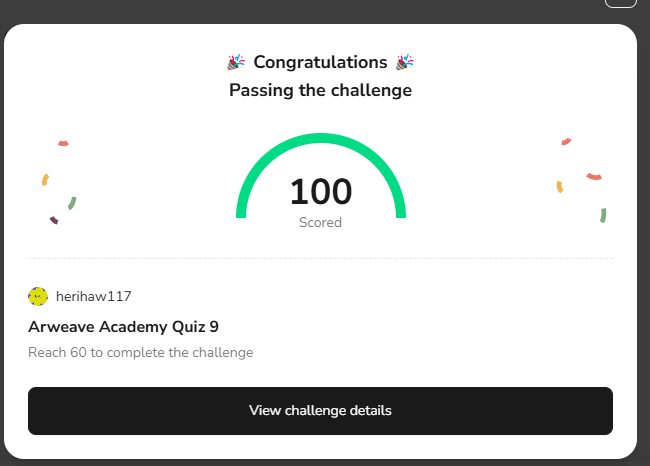 🎉 Congratulations 🎉
Passing the challenge
100
Scored
herihaw117
Arweave Academy Quiz 9
Reach 60 to complete the challenge
View challenge details